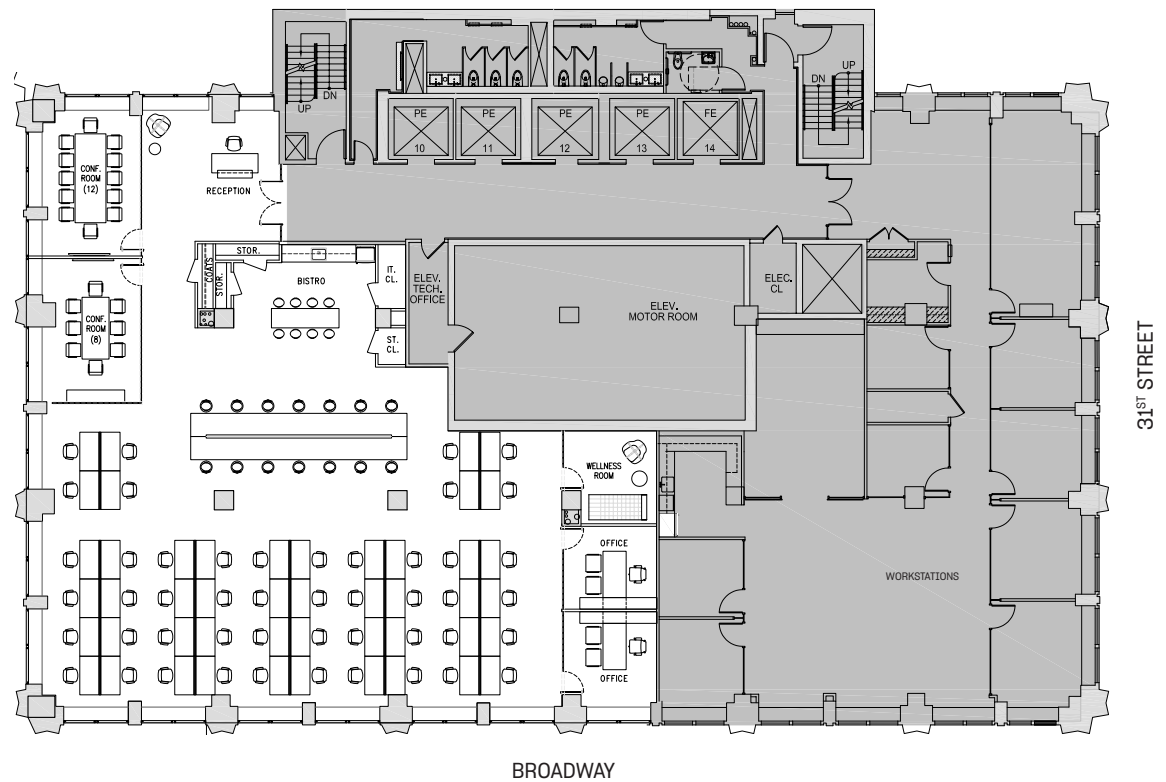 UP
DN
PE
10
PE
11
PE
12
PE
13
FE
14
DN
UP
CONF.
ROOM
(12)
RECEPTION
COATS
STOR.
STOR.
BISTRO
IT.
CL.
ELEV.
TECH.
OFFICE
ELEV.
MOTOR ROOM
ELEC.
CL
CONF.
ROOM
(8)
ST.
CL.
31ST STREET
WELLNESS
ROOM
OFFICE
WORKSTATIONS
OFFICE
BROADWAY